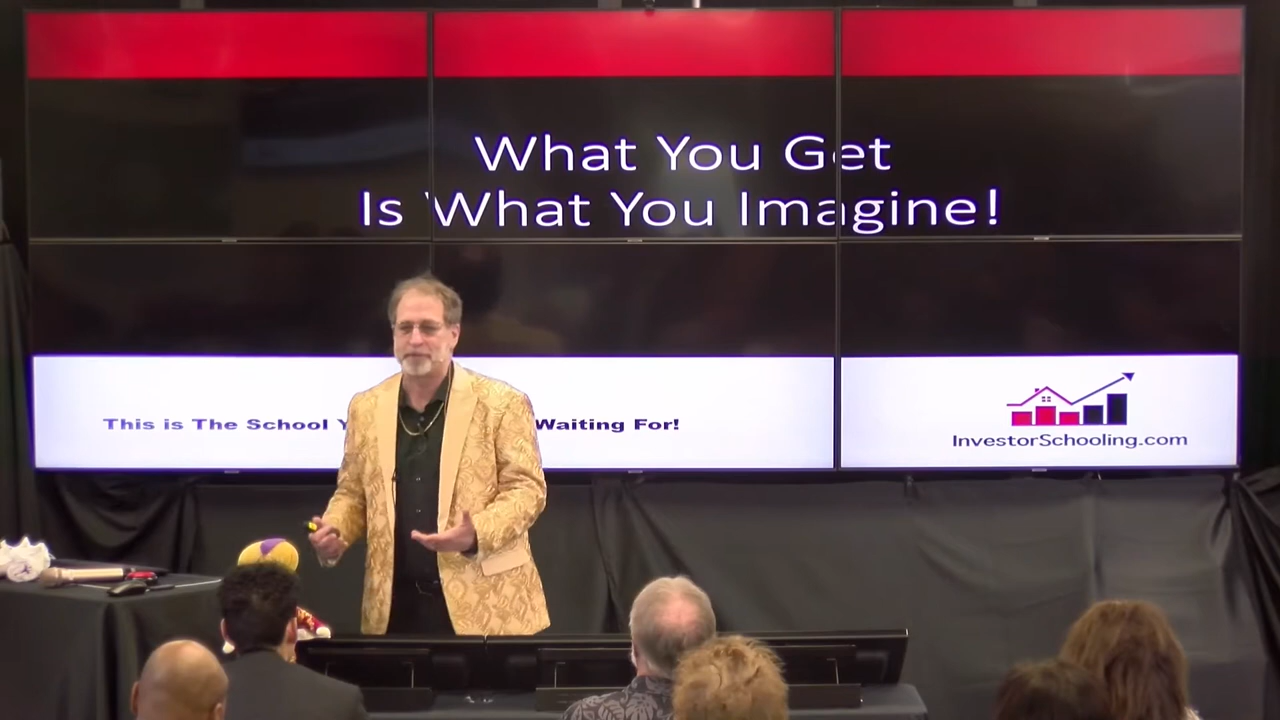 What You Get
Is What You Imagine!
This is The School Waiting For!
InvestorSchooling.com